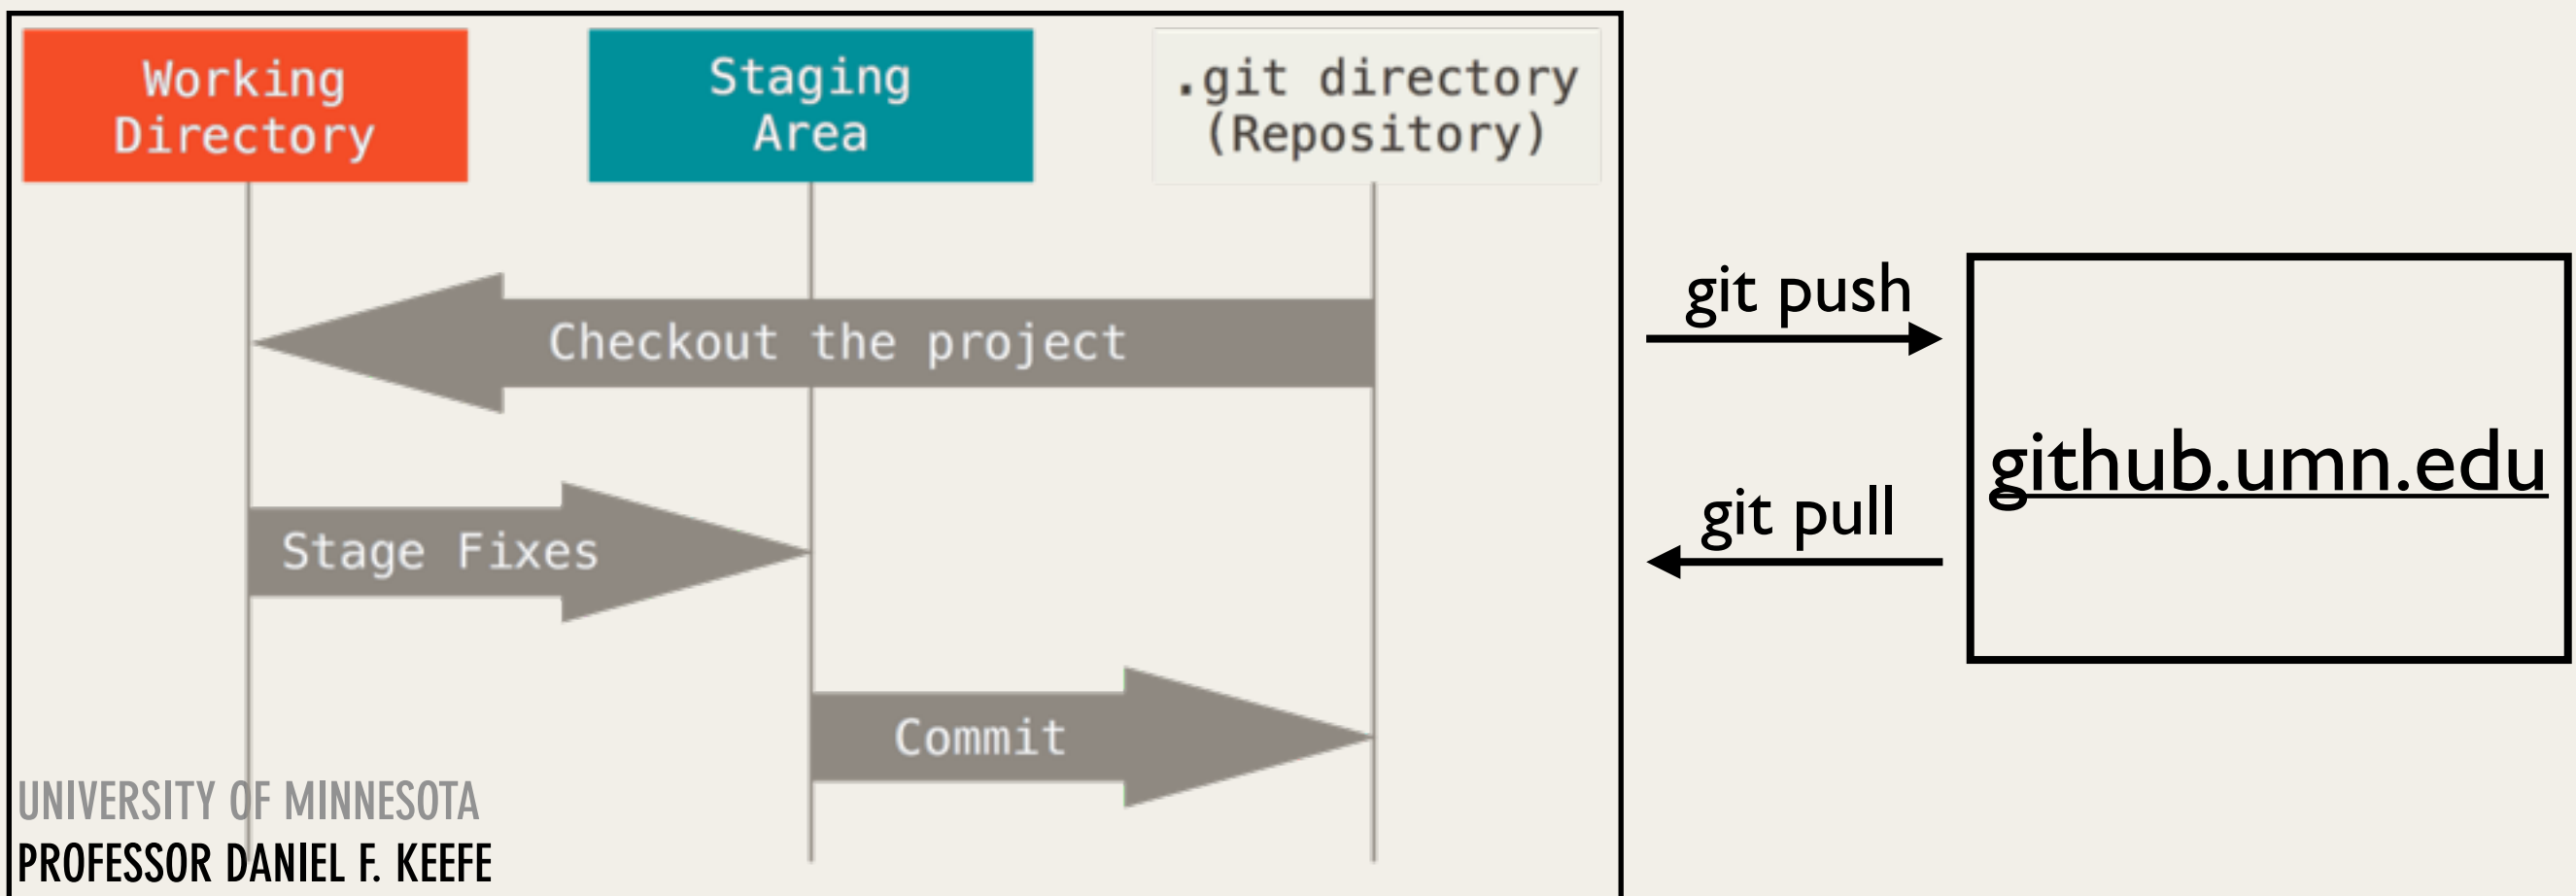 Working
Directory
Staging
Area
.git directory
(Repository)
Checkout the project
Stage Fixes
Commit
git push
git pull
github.umn.edu
UNIVERSITY OF MINNESOTA
PROFESSOR DANIEL F. KEEFE